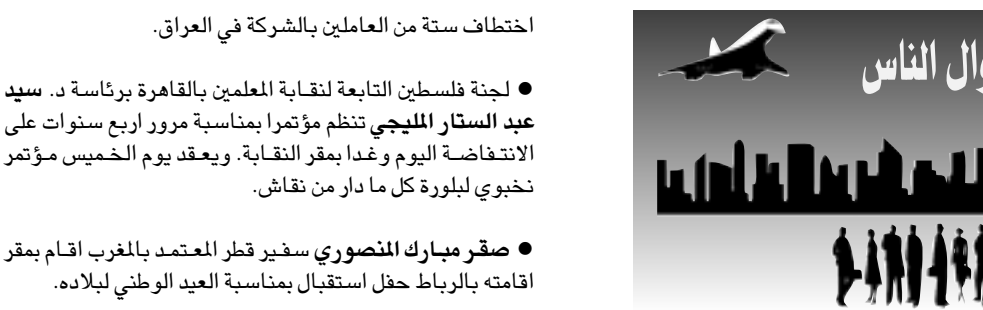 وال الناس
اختطاف ستة من العاملين بالشركة في العراق.
● لجنة فلسطين التابعة لنقابة المعلمين بالقاهرة برئاسة د. سيد
عبد الستار المليجي تنظم مؤتمرا بمناسبة مرور اربع سنوات على
الانتفاضة اليوم وغدا بمقر النقابة. ويعقد يوم الخميس مؤتمر
نخبوي لبلورة كل ما دار من نقاش.
● صقر مبارك المنصوري سفير قطر المعتمد بالمغرب اقام بمقر
اقامته بالرباط حفل استقبال بمناسبة العيد الوطني لبلاده.